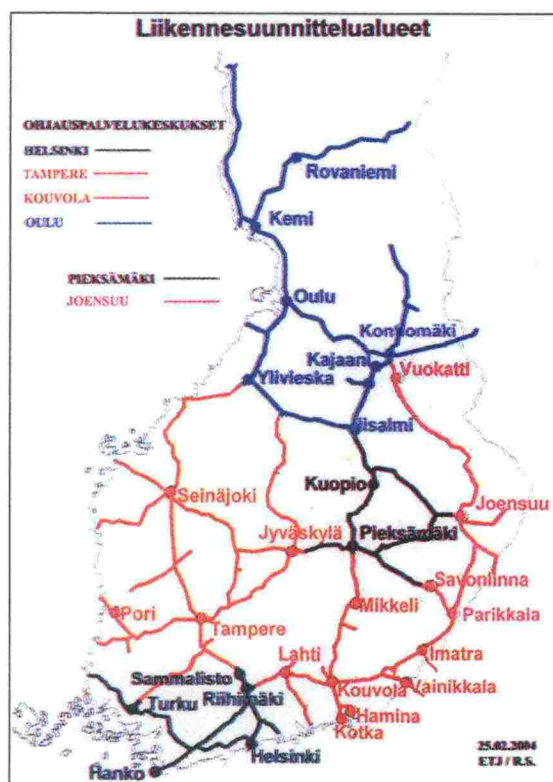 Liikennesuunnittelualueet
OHJAUSPALVELUKESKUKSET
HELSINKI
TAMPERE
KOUVOLA
OULU
PIEKSÄMÄKI
JOENSUU
Rovaniemi
Kemi
Oulu
Kontiomäki
Kajaani
Vuokatti
Ylivieska
Iisalmi
Kuopio
Seinäjoki
Joensuu
Jyväskylä
Pieksämäki
Savonlinna
Mikkeli
Parikkala
Pori
Tampere
Imatra
Lahti
Sammalisto
Riihimäki
Kouvola
Vainikkala
Turku
Hamina
Kotka
Helsinki
Hanko
25.02.2004
ETJ / R.S.